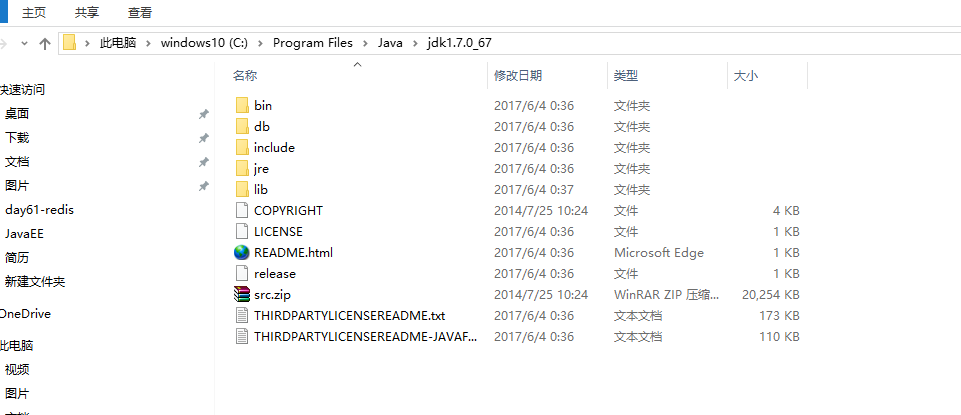 主页 共享 查看
此电脑 windows10 (C:) Program Files Java jdk1.7.0_67
名称 修改日期 类型 大小
快速访问
桌面
下载
文档
图片
day61-redis
JavaEE
简历
新建文件夹
OneDrive
此电脑
视频
图片
bin 2017/6/4 0:36 文件夹
db 2017/6/4 0:36 文件夹
include 2017/6/4 0:36 文件夹
jre 2017/6/4 0:36 文件夹
lib 2017/6/4 0:37 文件夹
COPYRIGHT 2014/7/25 10:24 文件 4 KB
LICENSE 2017/6/4 0:36 文件 1 KB
README.html 2017/6/4 0:36 Microsoft Edge 1 KB
release 2017/6/4 0:36 文件 1 KB
src.zip 2014/7/25 10:24 WinRAR ZIP 压缩... 20,254 KB
THIRDPARTYLICENSEREADME.txt 2017/6/4 0:36 文本文档 173 KB
THIRDPARTYLICENSEREADME-JAVAF... 2017/6/4 0:36 文本文档 110 KB